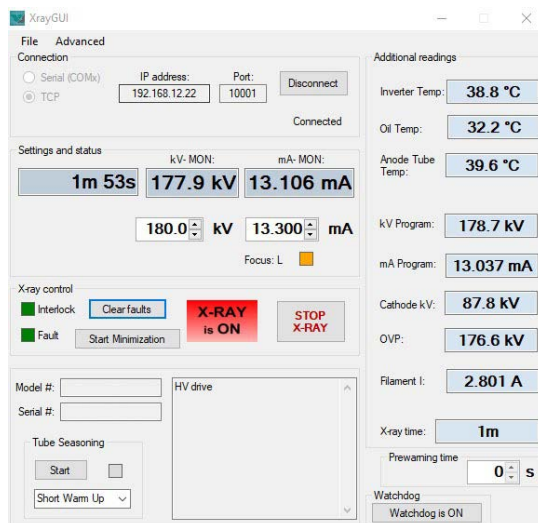 XrayGUI
File Advanced
Connection
Serial (COMx)
TCP
IP address:
192.168.12.22
Port:
10001
Disconnect
Connected
Settings and status
kV- MON:
mA- MON:
1m 53s
177.9 kV
13.106 mA
180.0 kV
13.300 mA
Focus: L
X-ray control
Interlock
Clear faults
Fault
Start Minimization
X-RAY
is ON
STOP
X-RAY
Model #:
Serial #:
HV drive
Tube Seasoning
Start
Short Warm Up
Additional readings
Inverter Temp: 38.8 °C
Oil Temp: 32.2 °C
Anode Tube
Temp: 39.6 °C
kV Program: 178.7 kV
mA Program: 13.037 mA
Cathode kV: 87.8 kV
OVP: 176.6 kV
Filament I: 2.801 A
X-ray time: 1m
Prewarning time
0 s
Watchdog
Watchdog is ON